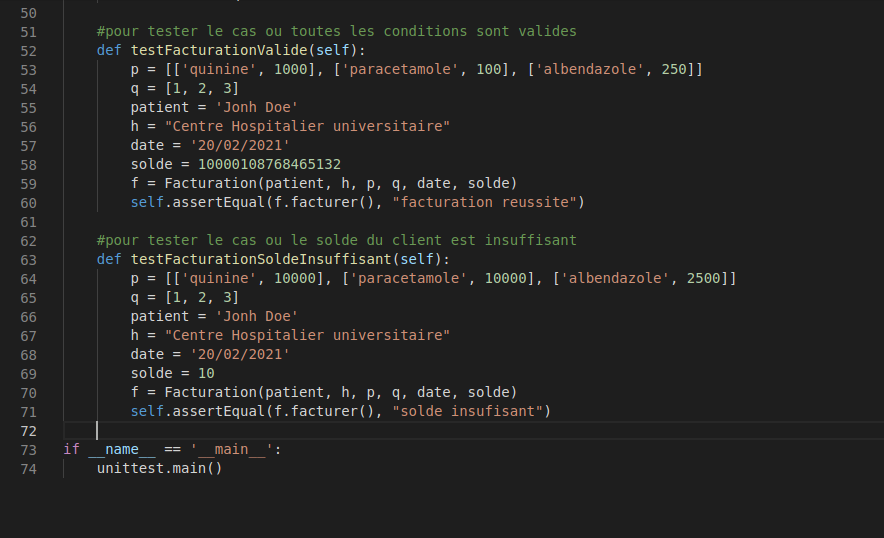 50
51 #pour tester le cas ou toutes les conditions sont valides
52 def testFacturationValide(self):
53 p = [['quinine', 1000], ['paracetamole', 100], ['albendazole', 250]]
54 q = [1, 2, 3]
55 patient = 'Jonh Doe'
56 h = "Centre Hospitalier universitaire"
57 date = '20/02/2021'
58 solde = 10000108768465132
59 f = Facturation(patient, h, p, q, date, solde)
60 self.assertEqual(f.facturer(), "facturation reussite")
61
62 #pour tester le cas ou le solde du client est insuffisant
63 def testFacturationSoldeInsuffisant(self):
64 p = [['quinine', 10000], ['paracetamole', 10000], ['albendazole', 2500]]
65 q = [1, 2, 3]
66 patient = 'Jonh Doe'
67 h = "Centre Hospitalier universitaire"
68 date = '20/02/2021'
69 solde = 10
70 f = Facturation(patient, h, p, q, date, solde)
71 self.assertEqual(f.facturer(), "solde insufisant")
72
73 if __name__ == '__main__':
74 unittest.main()